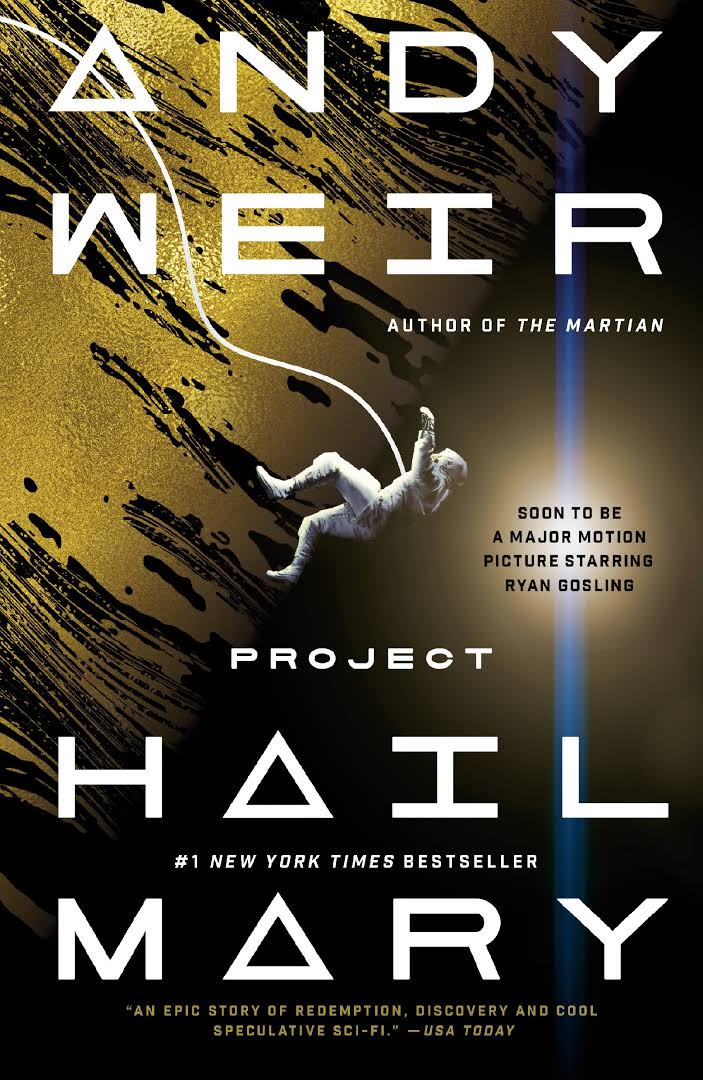 ANDY
WEIR
AUTHOR OF THE MARTIAN
SOON TO BE
A MAJOR MOTION
PICTURE STARRING
RYAN GOSLING
PROJECT
HAIL
#1 NEW YORK TIMES BESTSELLER
MARY
“AN EPIC STORY OF REDEMPTION, DISCOVERY AND COOL
SPECULATIVE SCI-FI.” —USA TODAY